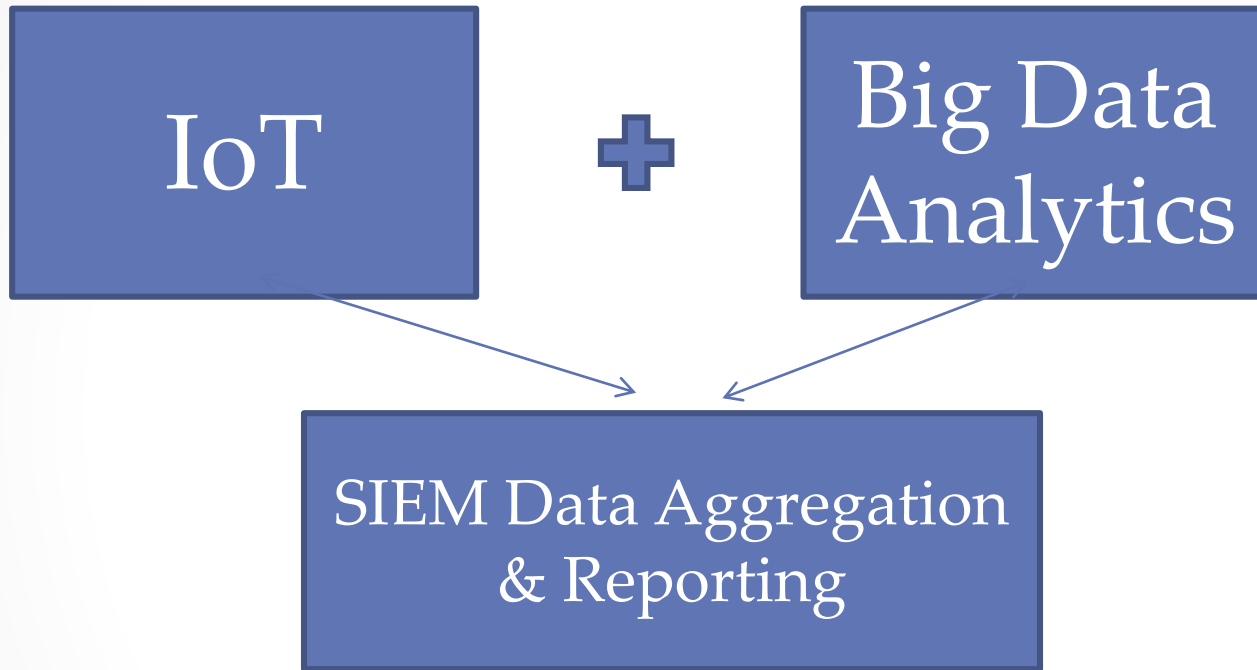 IoT
Big Data
Analytics
SIEM Data Aggregation
& Reporting